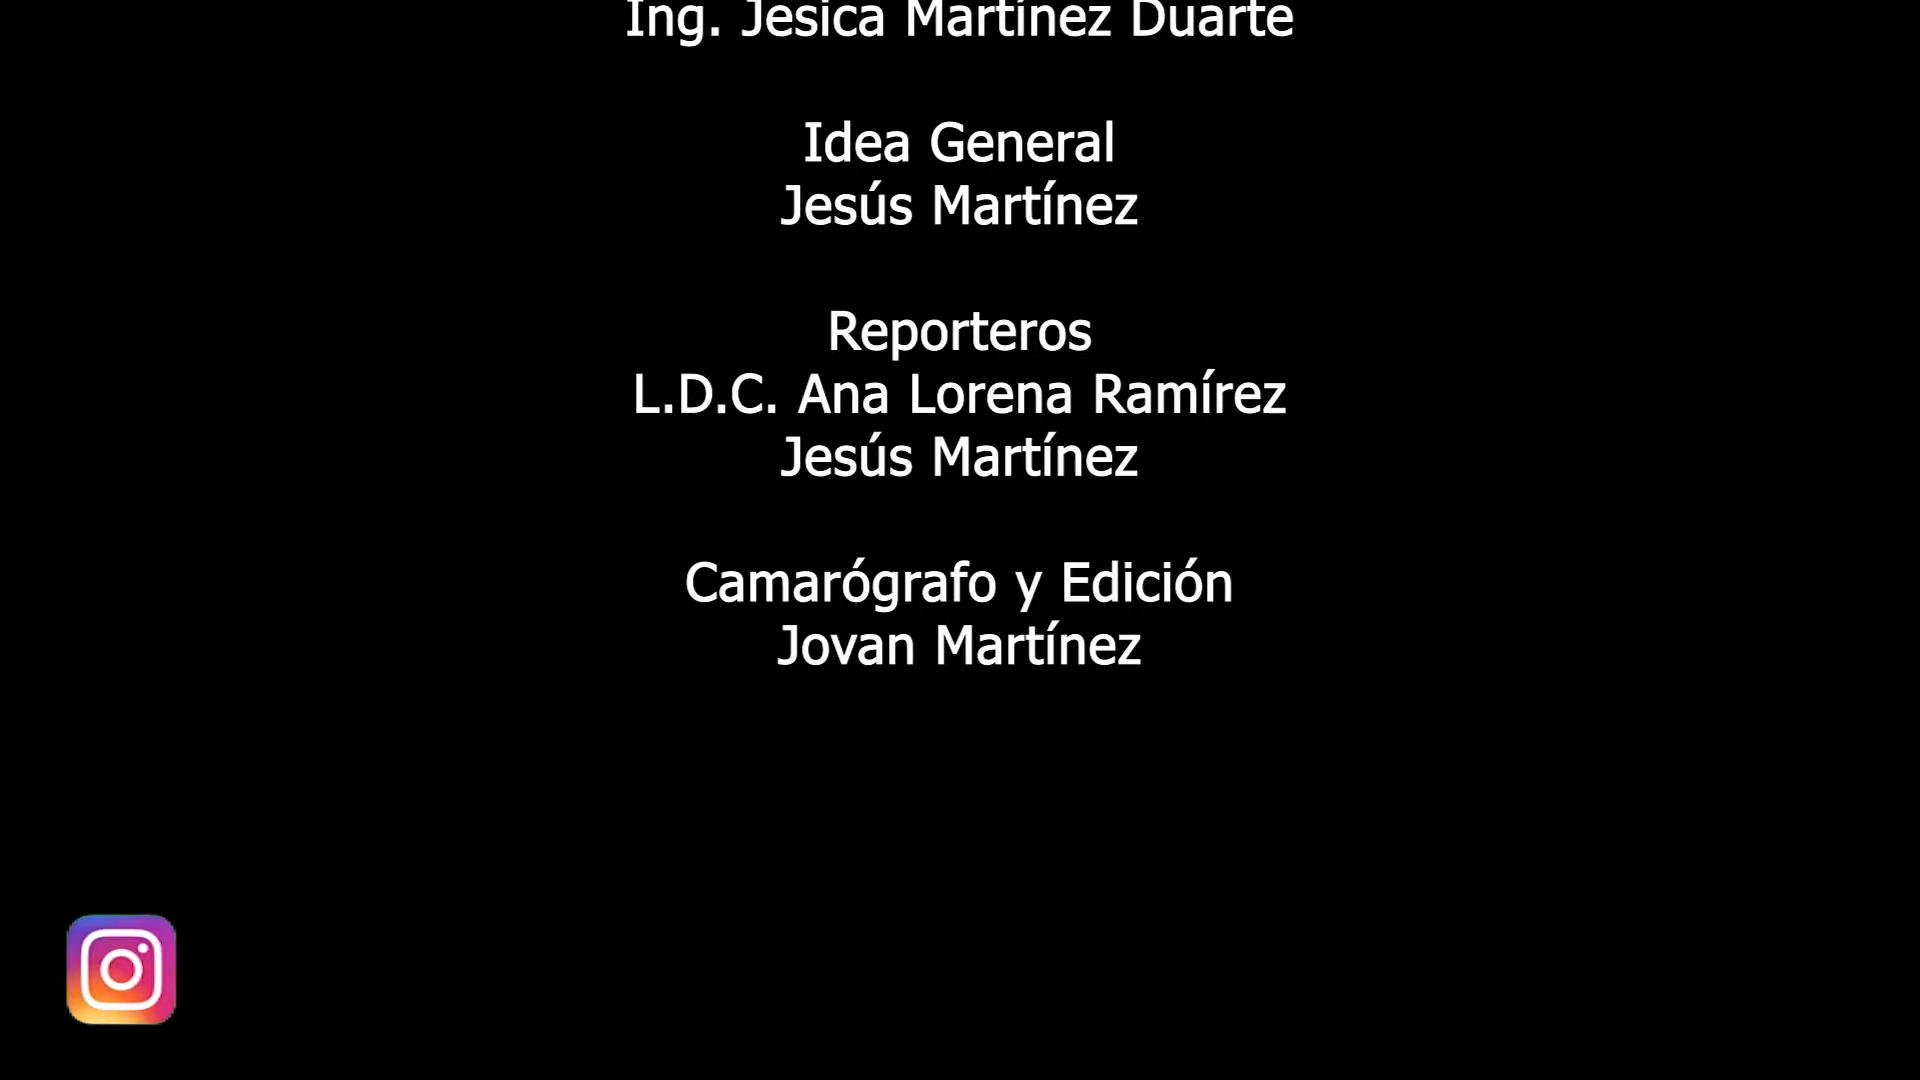 Ing. Jesica Martínez Duarte
Idea General
Jesús Martínez
Reporteros
L.D.C. Ana Lorena Ramírez
Jesús Martínez
Camarógrafo y Edición
Jovan Martínez